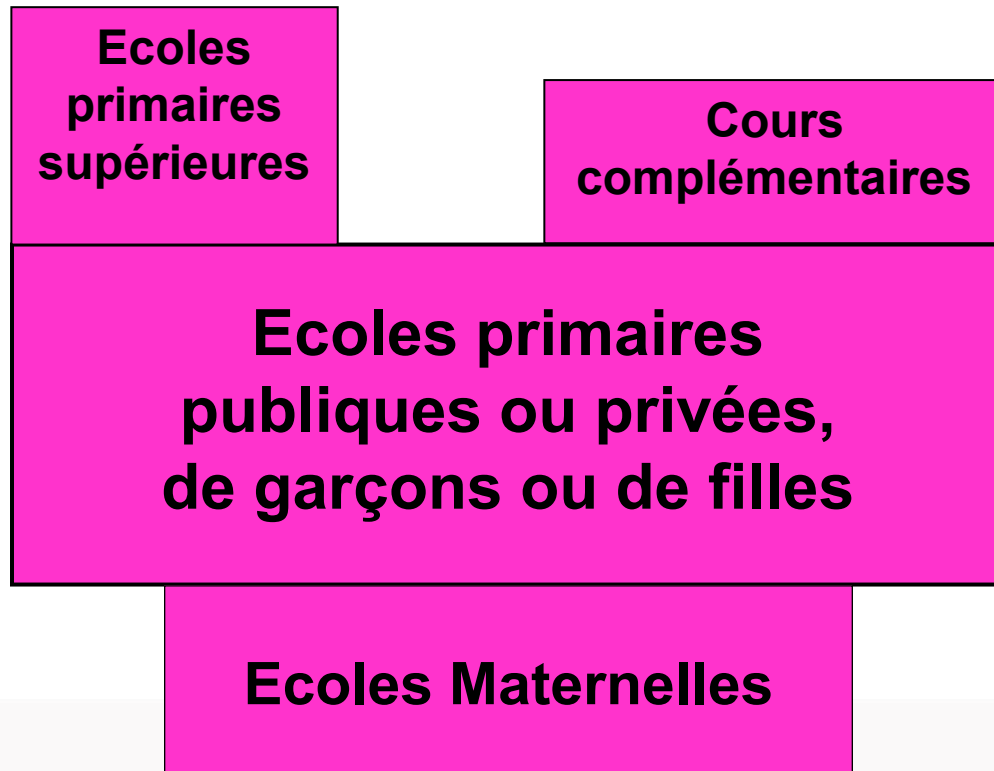 Ecoles
primaires
supérieures
Cours
complémentaires
Ecoles primaires
publiques ou privées,
de garçons ou de filles
Ecoles Maternelles